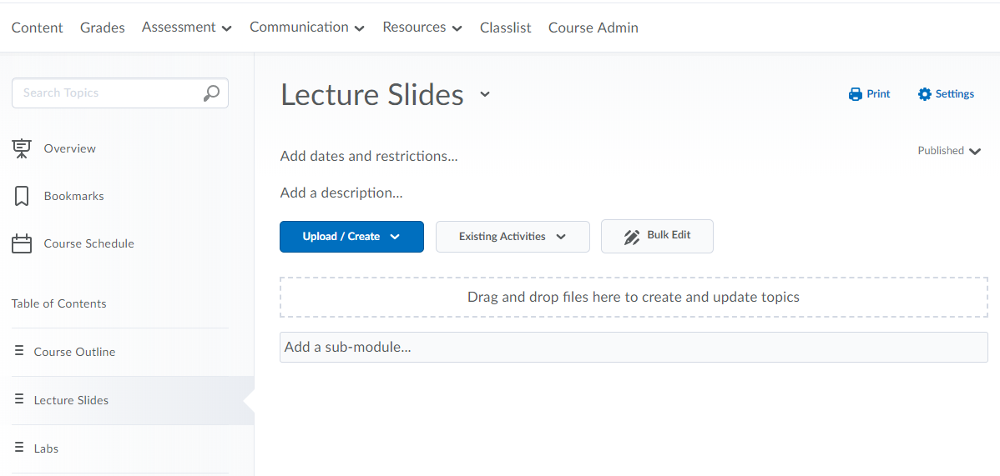 Content Grades Assessment Communication Resources Classlist Course Admin
Search Topics
Overview
Bookmarks
Course Schedule
Table of Contents
Course Outline
Lecture Slides
Labs
Lecture Slides
Print Settings
Add dates and restrictions...
Published
Add a description...
Upload / Create Existing Activities Bulk Edit
Drag and drop files here to create and update topics
Add a sub-module...